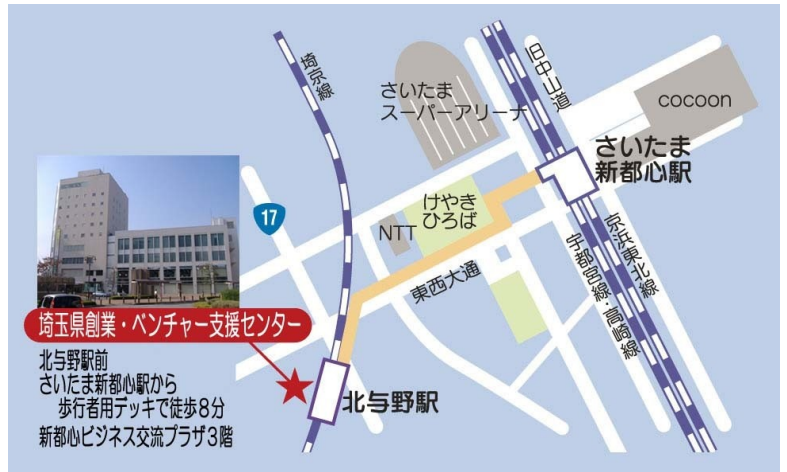 埼京線
さいたま
スーパーアリーナ
旧中山道
cocoon
さいたま
新都心駅
けやき
ひろば
NTT
17
東西大通
宇都宮線・高崎線
京浜東北線
北与野駅
埼玉県創業・ベンチャー支援センター
北与野駅前
さいたま新都心駅から
歩行者用デッキで徒歩8分
新都心ビジネス交流プラザ3階